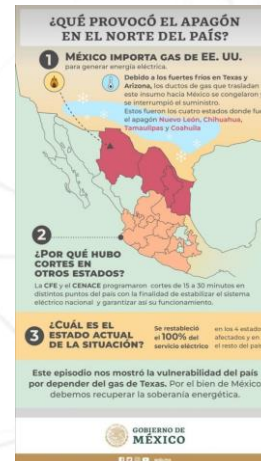 ¿QUÉ PROVOCÓ EL APAGÓN
EN EL NORTE DEL PAÍS?
1
MÉXICO IMPORTA GAS DE EE. UU.
para generar energía eléctrica.
Debido a los fuertes fríos en Texas y
Arizona, los ductos de gas que trasladan
este insumo hacia México se congelaron y
se interrumpió el suministro.
Estos fueron los cuatro estados donde fue
el apagón Nuevo León, Chihuahua,
Tamaulipas y Coahuila
2
¿POR QUÉ HUBO
CORTES EN
OTROS ESTADOS?
La CFE y el CENACE programaron cortes de 15 a 30 minutos en
distintos puntos del país con la finalidad de estabilizar el sistema
eléctrico nacional y garantizar así su funcionamiento.
3
¿CUÁL ES EL
ESTADO ACTUAL
DE LA SITUACIÓN?
Se restableció
el 100% del
servicio eléctrico
en los 4 estados
afectados y en
el resto del país
Este episodio nos mostró la vulnerabilidad del país
por depender del gas de Texas. Por el bien de México
debemos recuperar la soberanía energética.
GOBIERNO DE
MÉXICO